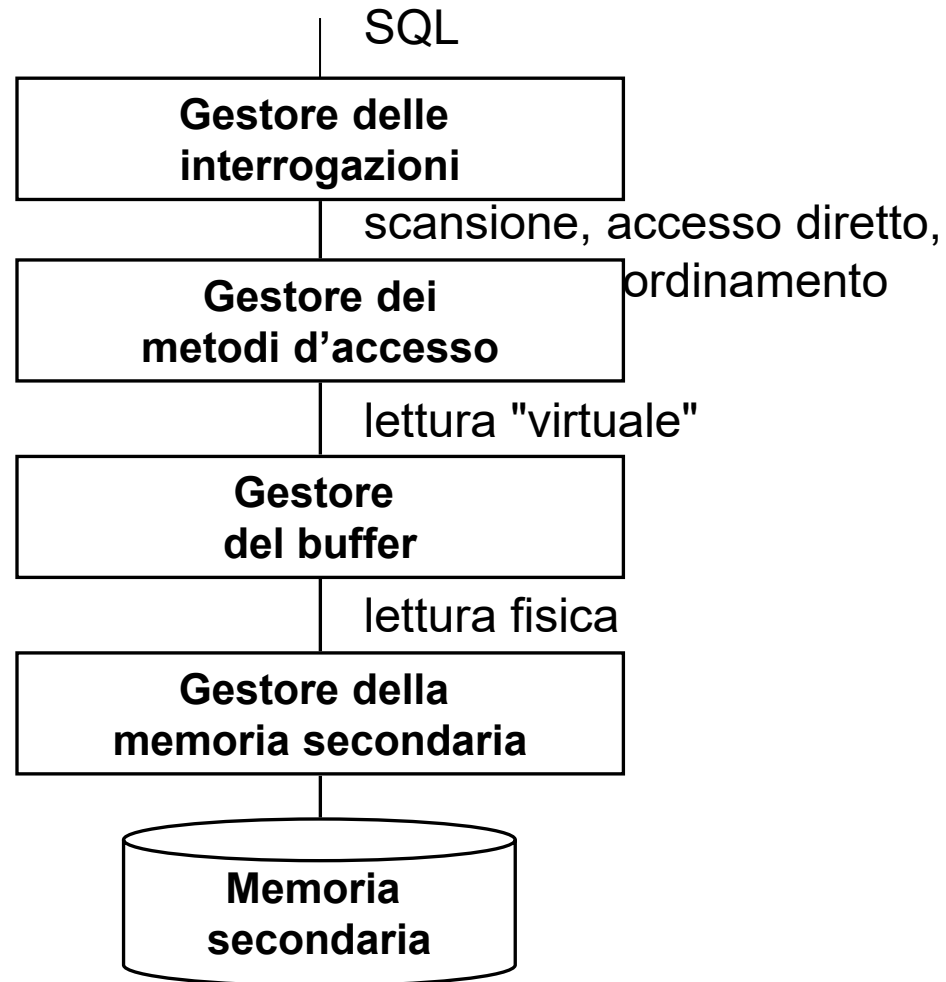 SQL
Gestore delle
interrogazioni
scansione, accesso diretto,
ordinamento
Gestore dei
metodi d’accesso
lettura "virtuale"
Gestore
del buffer
lettura fisica
Gestore della
memoria secondaria
Memoria
secondaria